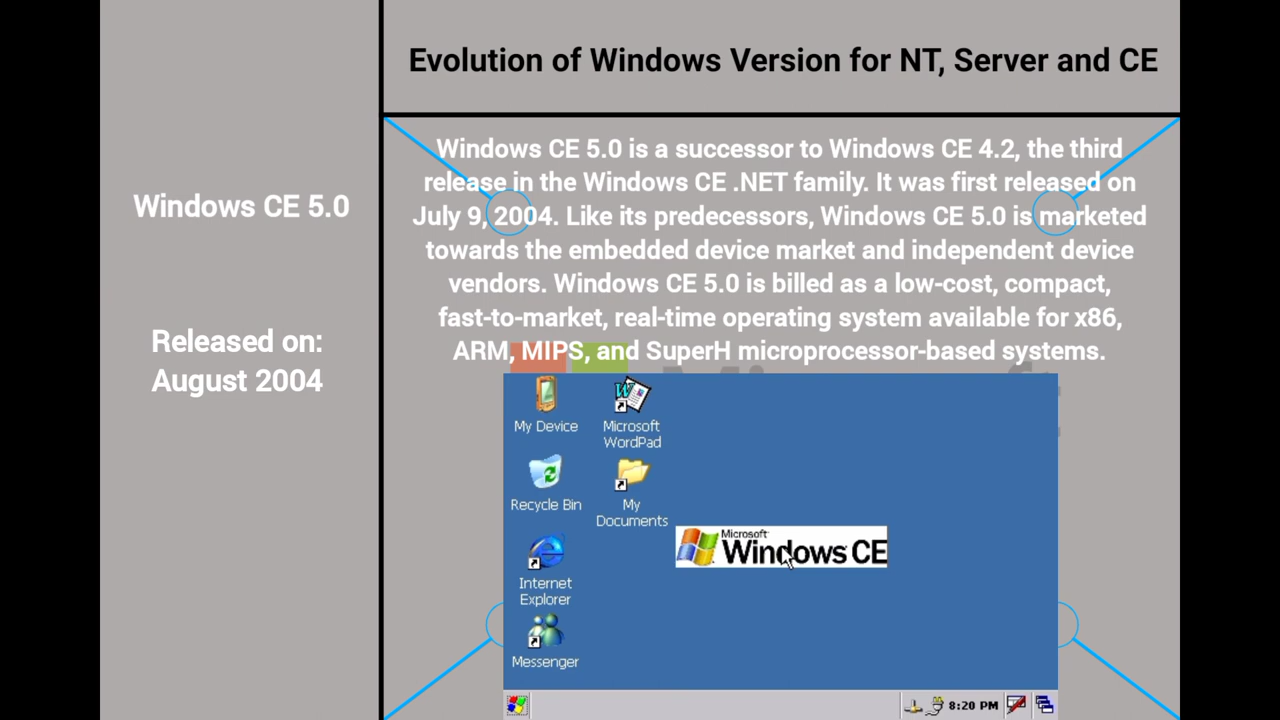 Evolution of Windows Version for NT, Server and CE
Windows CE 5.0
Released on:
August 2004
Windows CE 5.0 is a successor to Windows CE 4.2, the third
release in the Windows CE .NET family. It was first released on
July 9, 2004. Like its predecessors, Windows CE 5.0 is marketed
towards the embedded device market and independent device
vendors. Windows CE 5.0 is billed as a low-cost, compact,
fast-to-market, real-time operating system available for x86,
ARM, MIPS, and SuperH microprocessor-based systems.
My Device
Microsoft
WordPad
Recycle Bin
My
Documents
Internet
Explorer
Messenger
Microsoft
Windows CE
8:20 PM